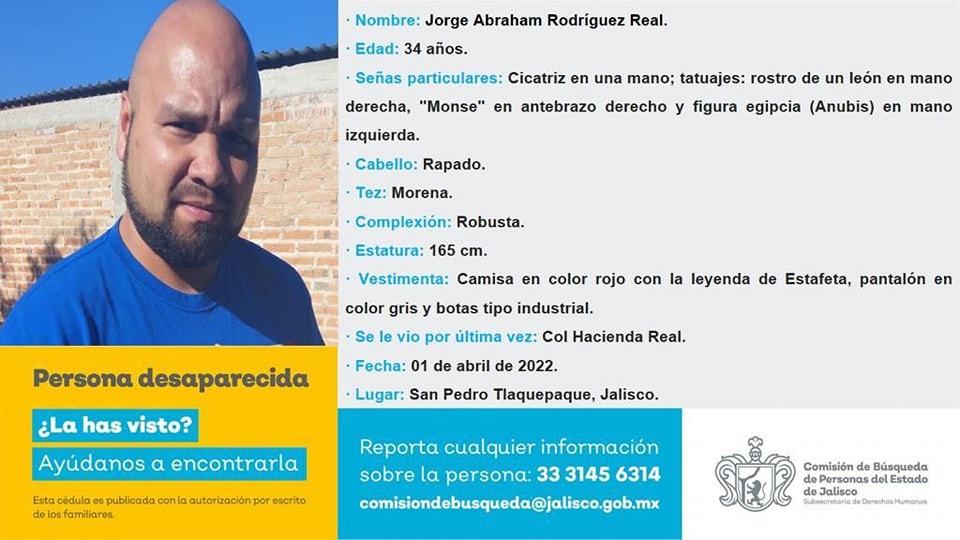 · Nombre: Jorge Abraham Rodríguez Real.
· Edad: 34 años.
· Señas particulares: Cicatriz en una mano; tatuajes: rostro de un león en mano
derecha, "Monse" en antebrazo derecho y figura egipcia (Anubis) en mano
izquierda.
· Cabello: Rapado.
· Tez: Morena.
· Complexión: Robusta.
· Estatura: 165 cm.
· Vestimenta: Camisa en color rojo con la leyenda de Estafeta, pantalón en
color gris y botas tipo industrial.
· Se le vio por última vez: Col Hacienda Real.
· Fecha: 01 de abril de 2022.
· Lugar: San Pedro Tlaquepaque, Jalisco.
Persona desaparecida
¿La has visto?
Ayúdanos a encontrarla
Esta cédula es publicada con la autorización por escrito
de los familiares.
Reporta cualquier información
sobre la persona: 33 3145 6314
comisiondebusqueda@jalisco.gob.mx
Comisión de Búsqueda
de Personas del Estado
de Jalisco
Subsecretaría de Derechos Humanos